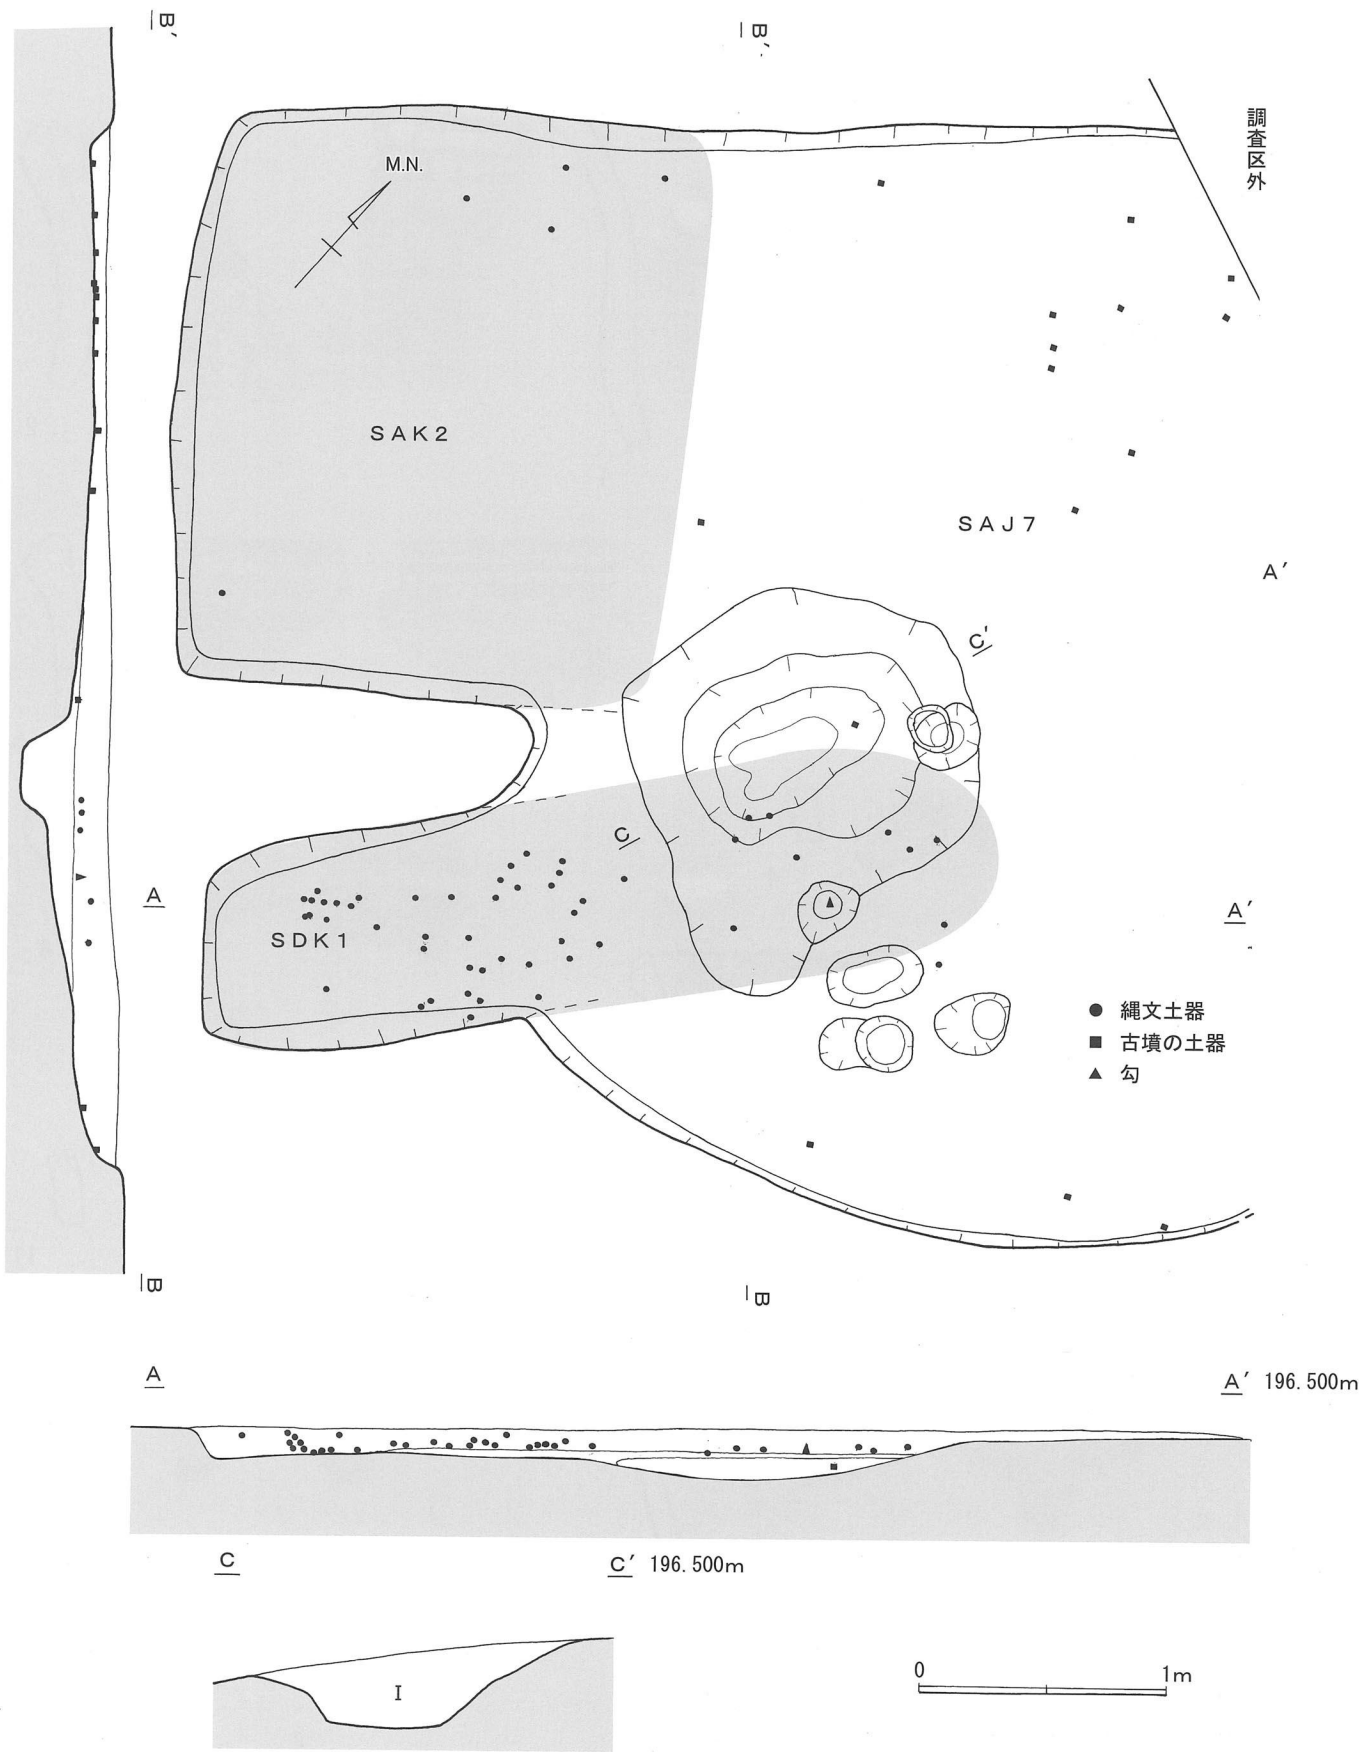 B′
B′
調査区外
M.N.
SAK2
SAJ7
A′
C′
C
A
A′
SDK1
● 縄文土器
■ 古墳の土器
▲ 勾
B
B
A
A′ 196.500m
C
C′ 196.500m
I
0 1m